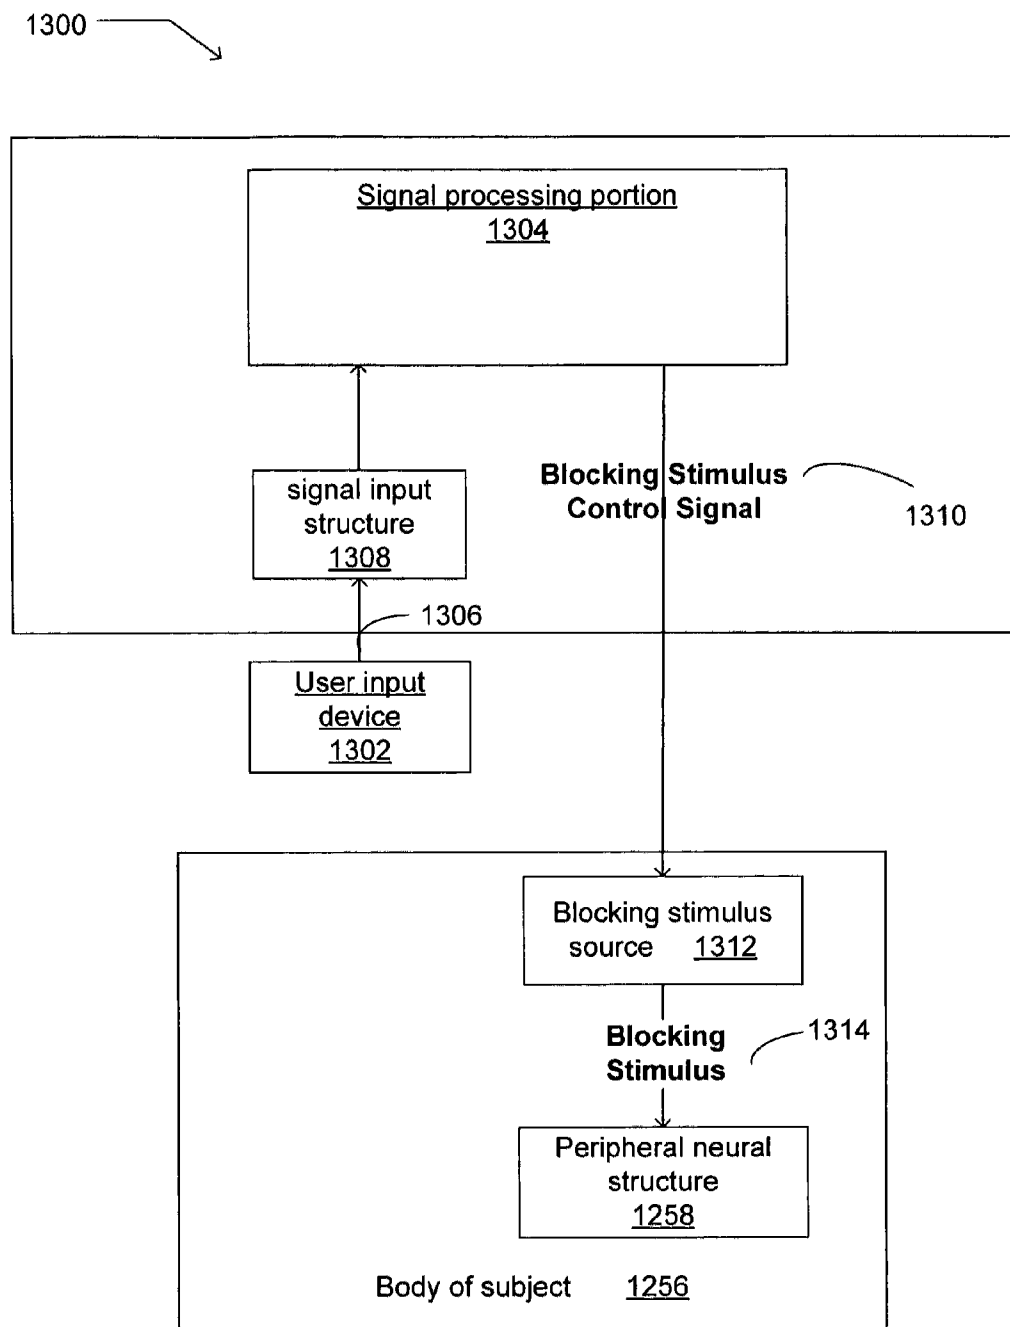 1300
Signal processing portion
1304
Blocking Stimulus
Control Signal
1310
signal input
structure
1308
1306
User input
device
1302
Blocking stimulus
source 1312
Blocking
Stimulus
1314
Peripheral neural
structure
1258
Body of subject 1256